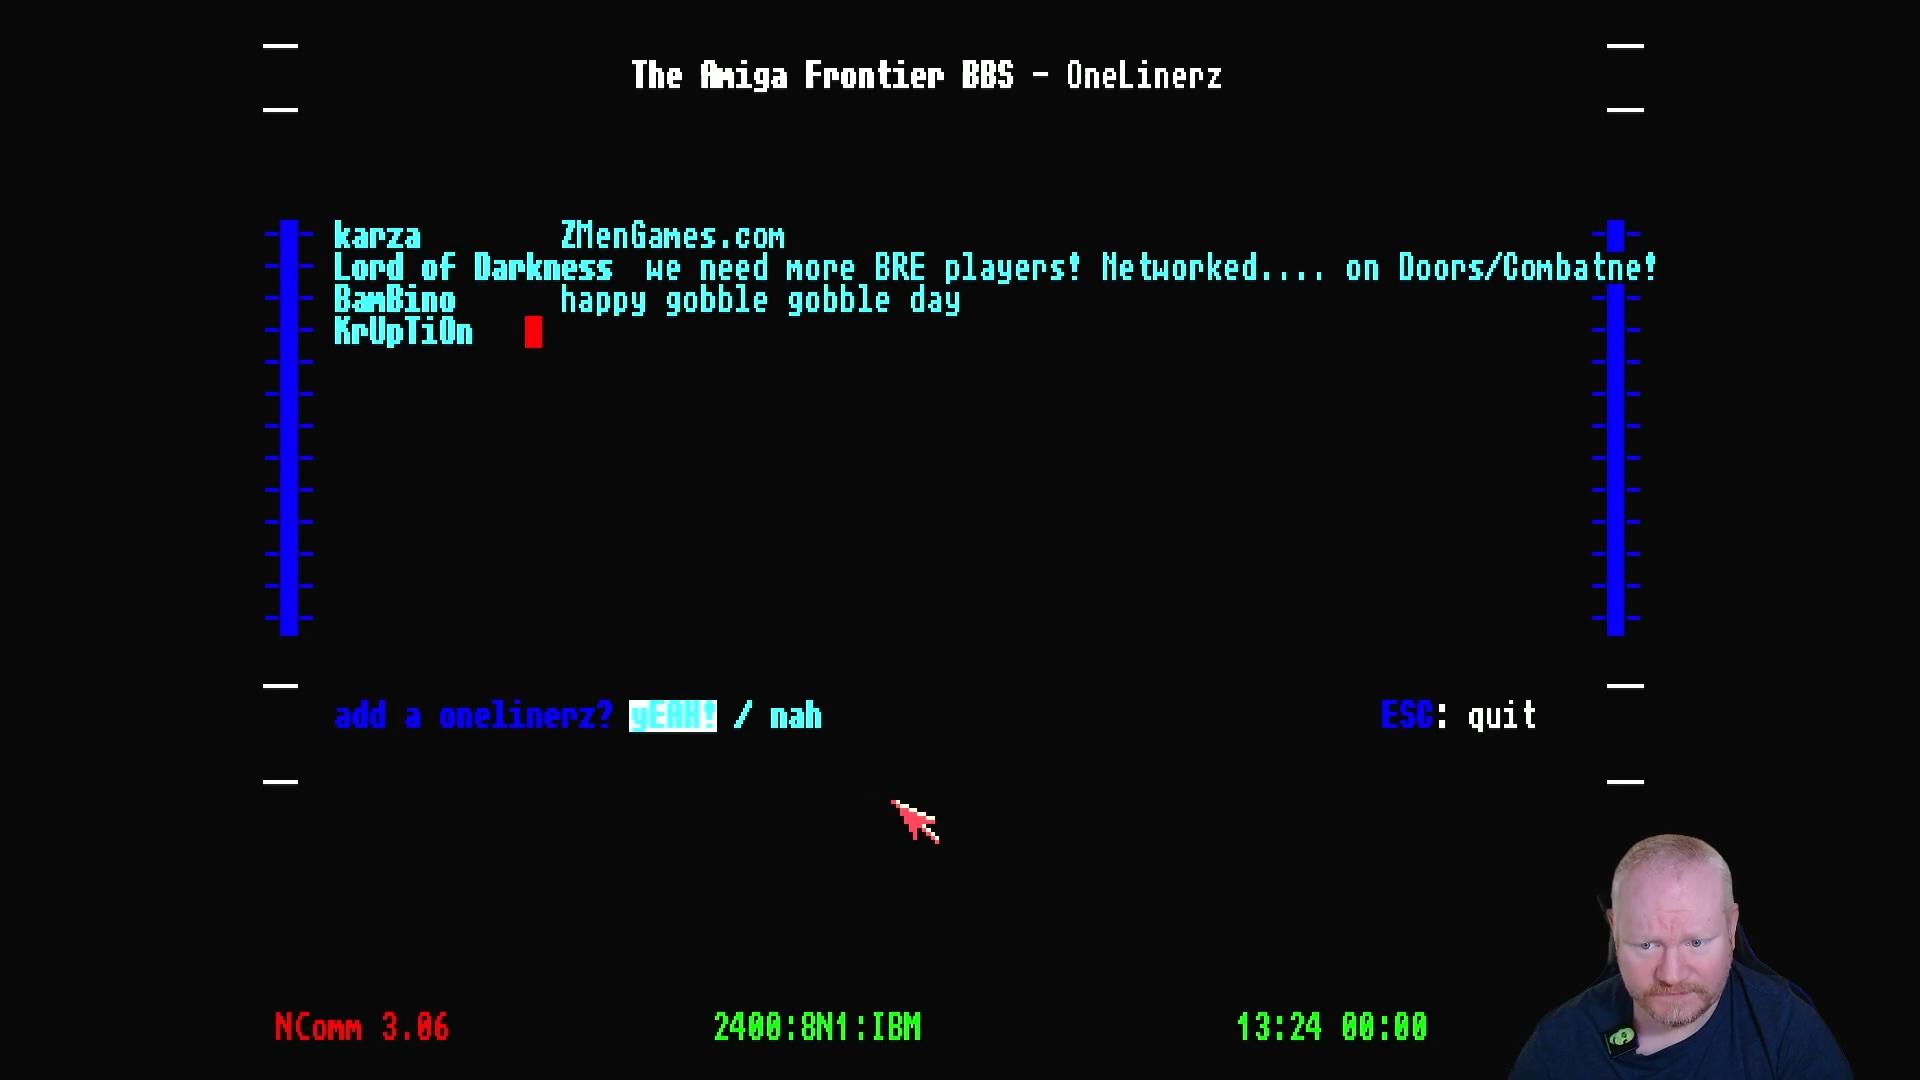 The Amiga Frontier BBS - OneLinerz
karza ZMenGames.com
Lord of Darkness we need more BRE players! Networked.... on Doors/Combatne!
BamBino happy gobble gobble day
KrUpTiOn
add a onelinerz? yEAH! / nah ESC: quit
NComm 3.06 2400:8N1:IBM 13:24 00:00